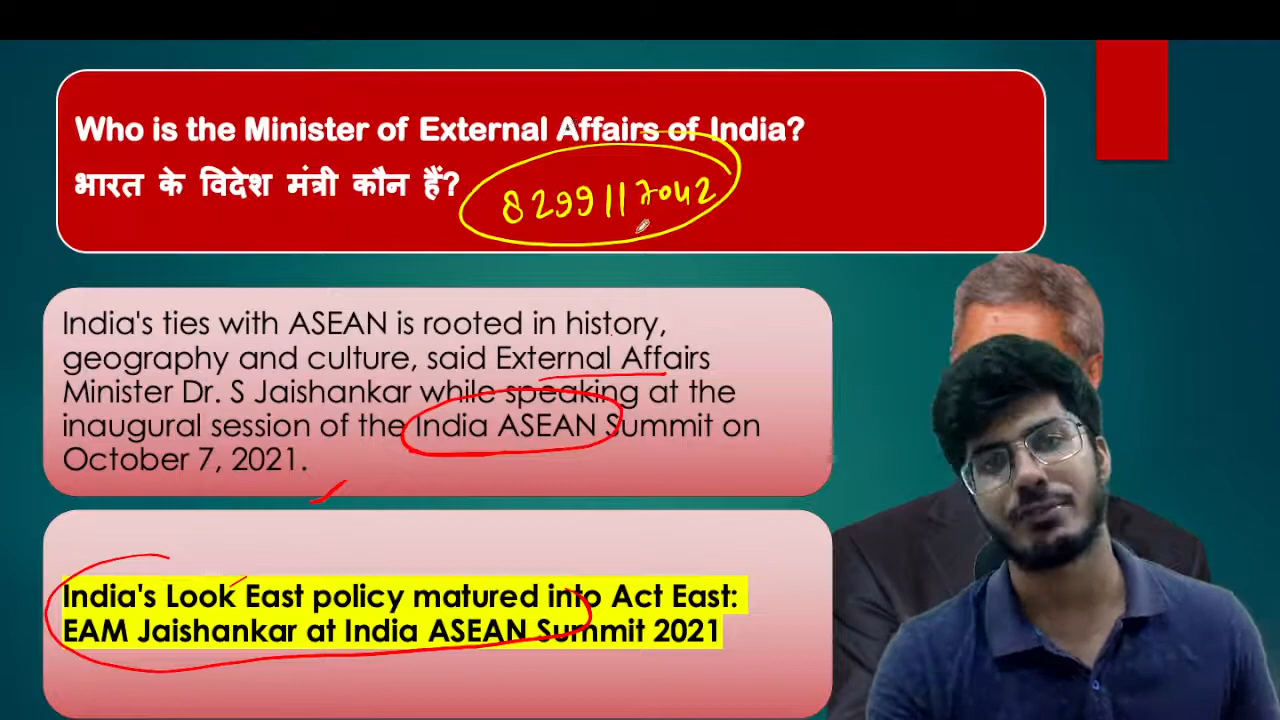 Who is the Minister of External Affairs of India?
भारत के विदेश मंत्री कौन हैं?
8299117042
India's ties with ASEAN is rooted in history,
geography and culture, said External Affairs
Minister Dr. S Jaishankar while speaking at the
inaugural session of the India ASEAN Summit on
October 7, 2021.
India's Look East policy matured into Act East:
EAM Jaishankar at India ASEAN Summit 2021